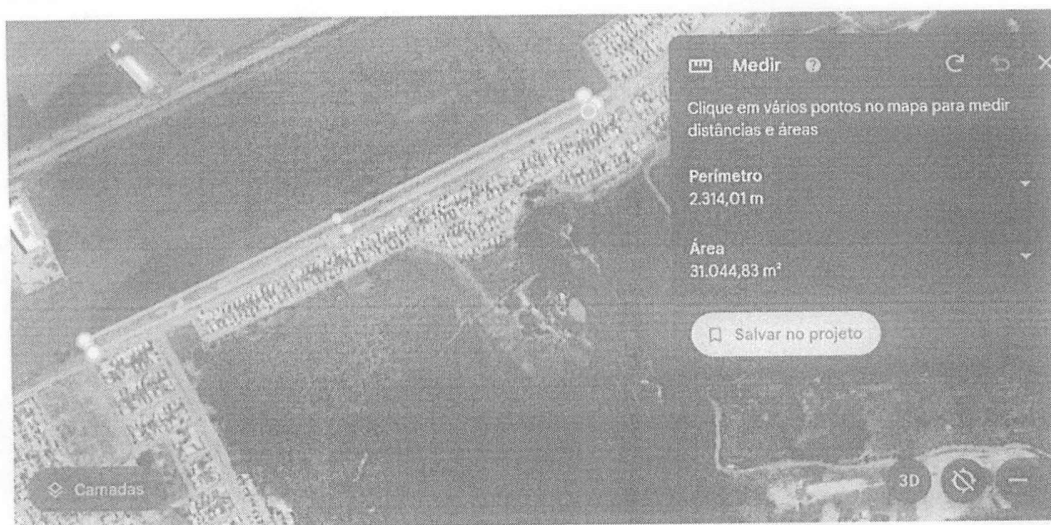 Medir
Clique em vários pontos no mapa para medir
distâncias e áreas
Perímetro
2.314,01 m
Área
31.044,83 m²
Salvar no projeto
Camadas
3D